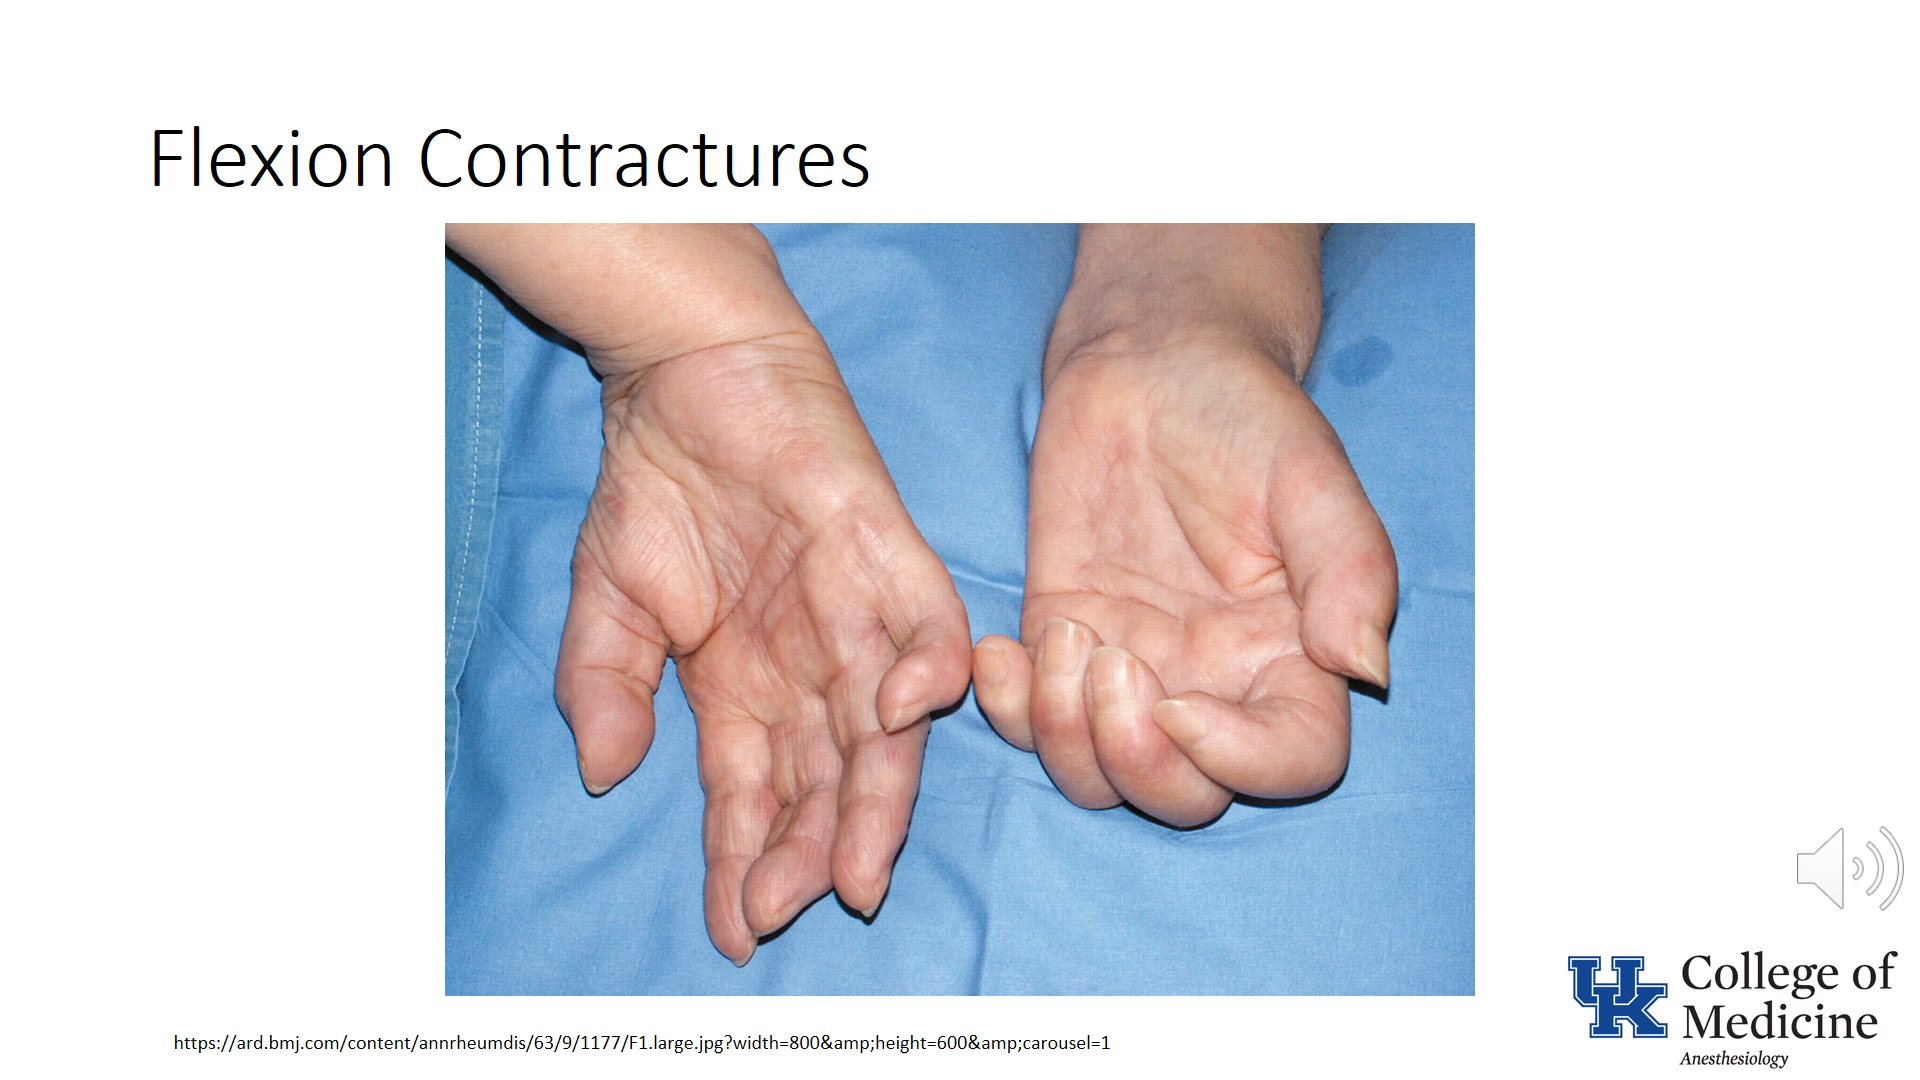 Flexion Contractures
https://ard.bmj.com/content/annrheumdis/63/9/1177/F1.large.jpg?width=800&amp;height=600&amp;carousel=1
UK
College of
Medicine
Anesthesiology